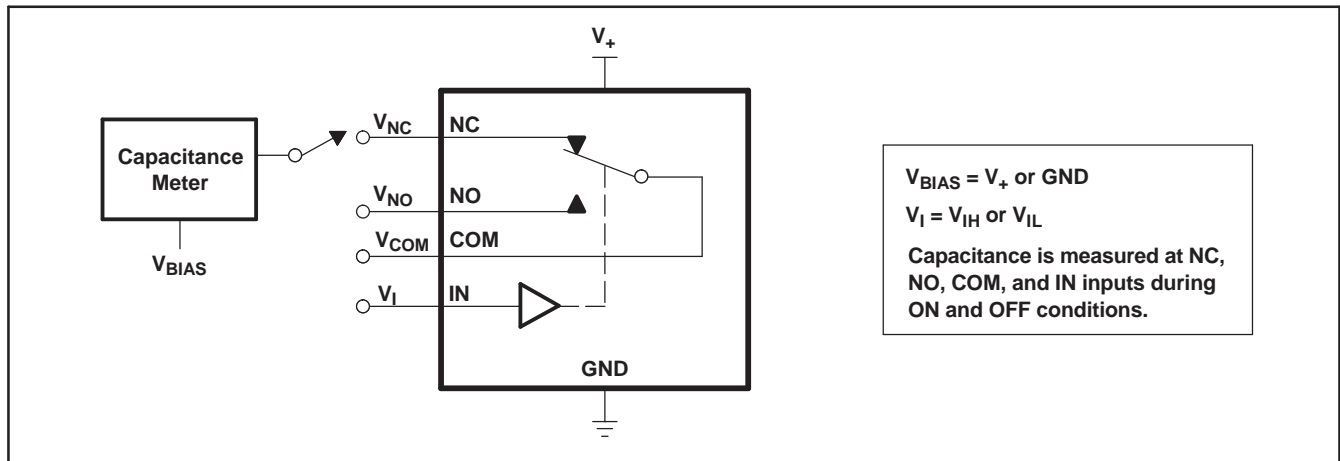 V+
VNC
NC
Capacitance
Meter
VBIAS
VNO
NO
VCOM
COM
VI
IN
GND
VBIAS = V+ or GND
VI = VIH or VIL
Capacitance is measured at NC,
NO, COM, and IN inputs during
ON and OFF conditions.